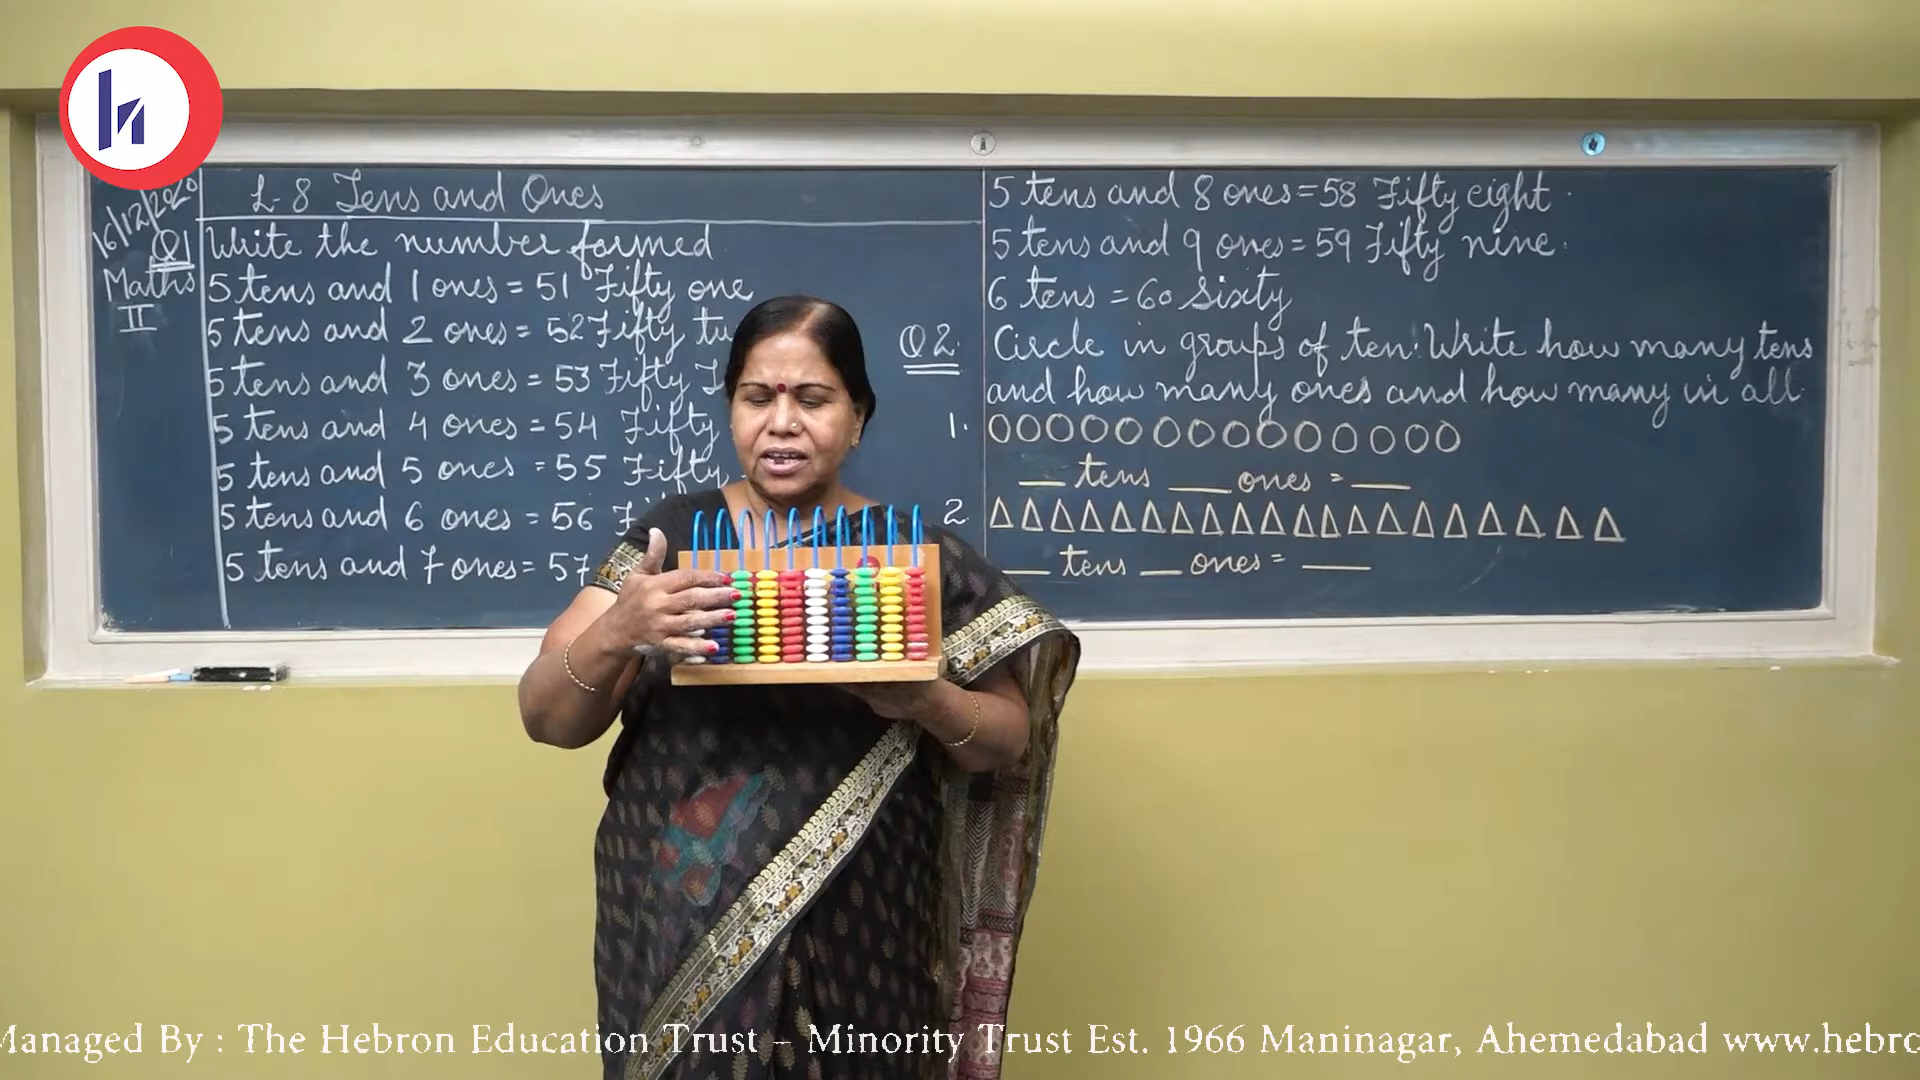 16/12/2020
Maths
II
L-8 Tens and Ones
Q1 Write the number formed
5 tens and 1 ones = 51 Fifty one
5 tens and 2 ones = 52 Fifty
5 tens and 3 ones = 53 Fifty
5 tens and 4 ones = 54 Fifty
5 tens and 5 ones = 55 Fifty
5 tens and 6 ones = 56
5 tens and 7 ones = 57
5 tens and 8 ones = 58 Fifty eight.
5 tens and 9 ones = 59 Fifty nine.
6 tens = 60 Sixty
Q2. Circle in groups of ten. Write how many tens
and how many ones and how many in all.
1.
__ tens __ ones = __
2.
__ tens __ ones = __
Managed By : The Hebron Education Trust - Minority Trust Est. 1966 Maninagar, Ahemedabad www.hebro